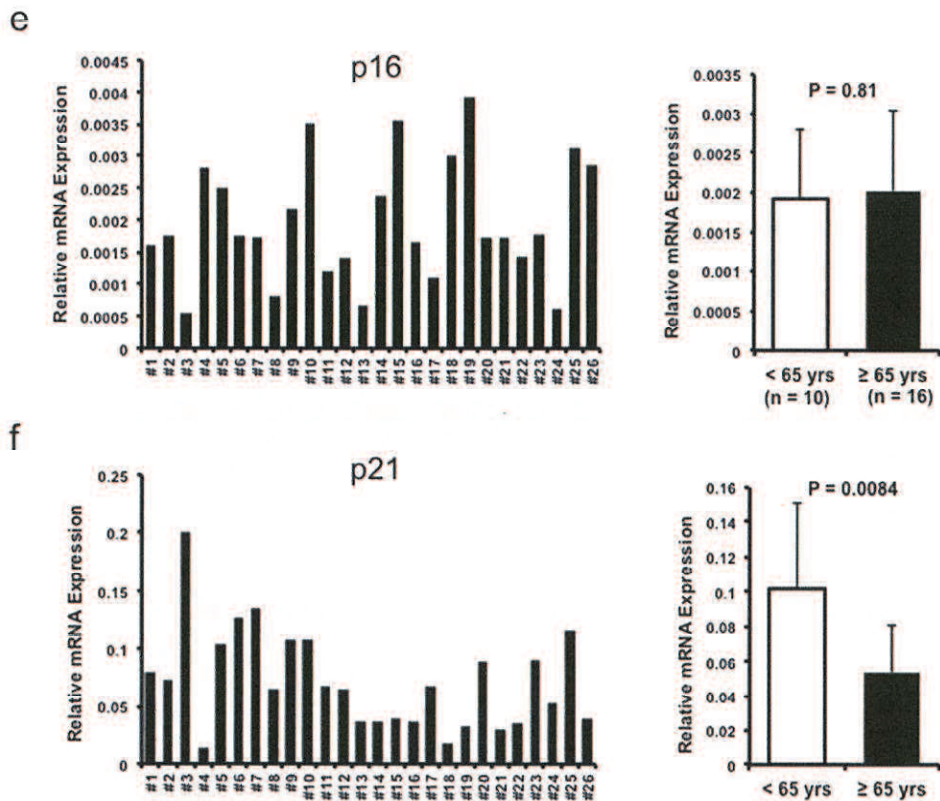 e
p16
Relative mRNA Expression
0.0045
0.004
0.0035
0.003
0.0025
0.002
0.0015
0.001
0.0005
0
#1 #2 #3 #4 #5 #6 #7 #8 #9 #10 #11 #12 #13 #14 #15 #16 #17 #18 #19 #20 #21 #22 #23 #24 #25 #26
Relative mRNA Expression
0.0035
0.003
0.0025
0.002
0.0015
0.001
0.0005
0
P = 0.81
< 65 yrs ≥ 65 yrs
(n = 10) (n = 16)
f
p21
Relative mRNA Expression
0.25
0.2
0.15
0.1
0.05
0
#1 #2 #3 #4 #5 #6 #7 #8 #9 #10 #11 #12 #13 #14 #15 #16 #17 #18 #19 #20 #21 #22 #23 #24 #25 #26
Relative mRNA Expression
0.16
0.14
0.12
0.1
0.08
0.06
0.04
0.02
0
P = 0.0084
< 65 yrs ≥ 65 yrs